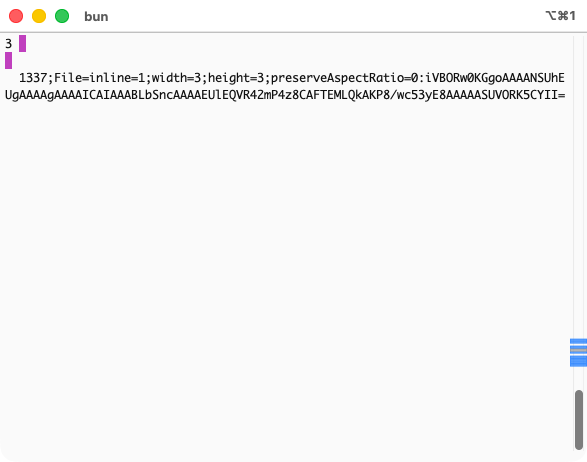 bun
⌥⌘1
3
1337;File=inline=1;width=3;height=3;preserveAspectRatio=0:iVBORw0KGgoAAAANSUhE
UgAAAAgAAAAICAIAAABLbSncAAAAEUlEQVR42mP4z8CAFTEMLQkAKP8/wc53yE8AAAAASUVORK5CYII=